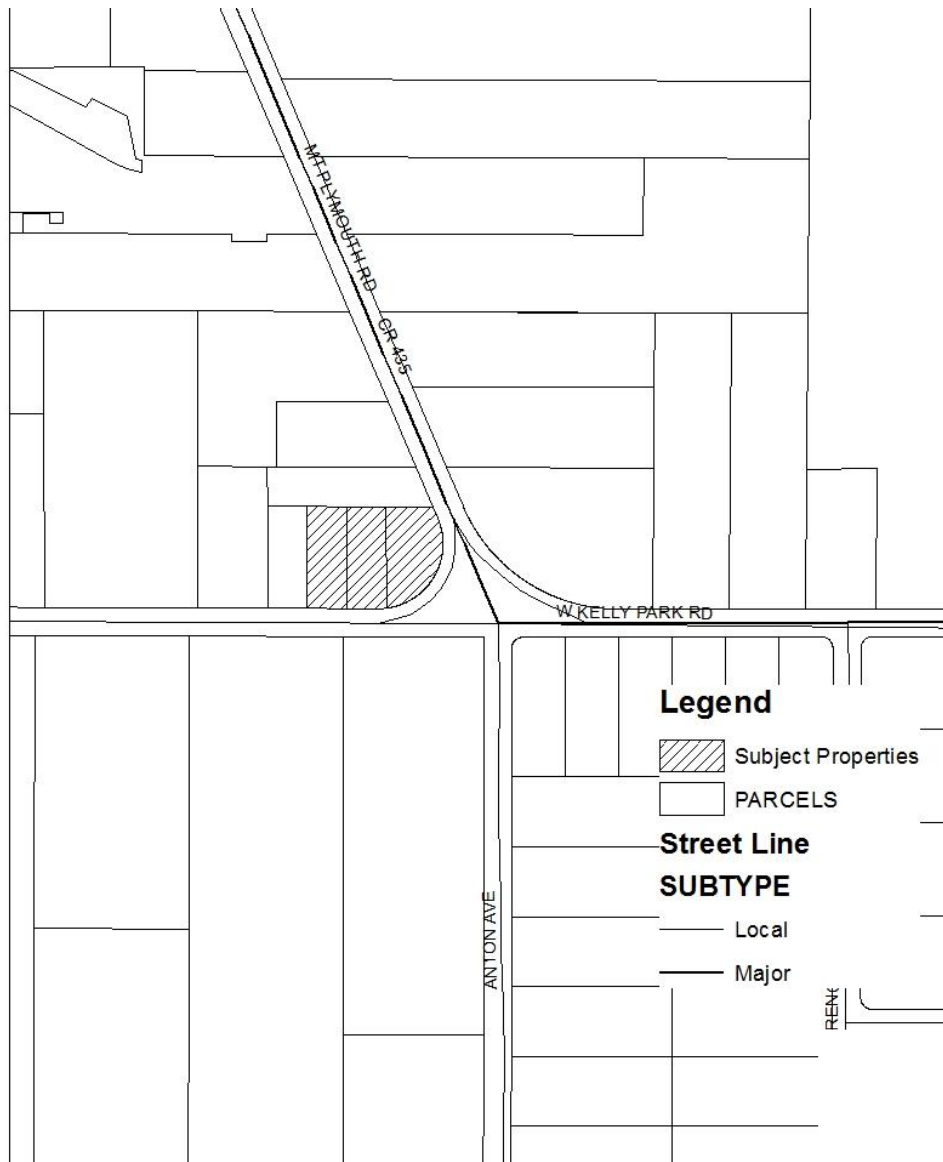 MT PLYMOUTH RD
CR 435
W KELLY PARK RD
Legend
Subject Properties
PARCELS
Street Line
SUBTYPE
Local
Major
ANTON AVE